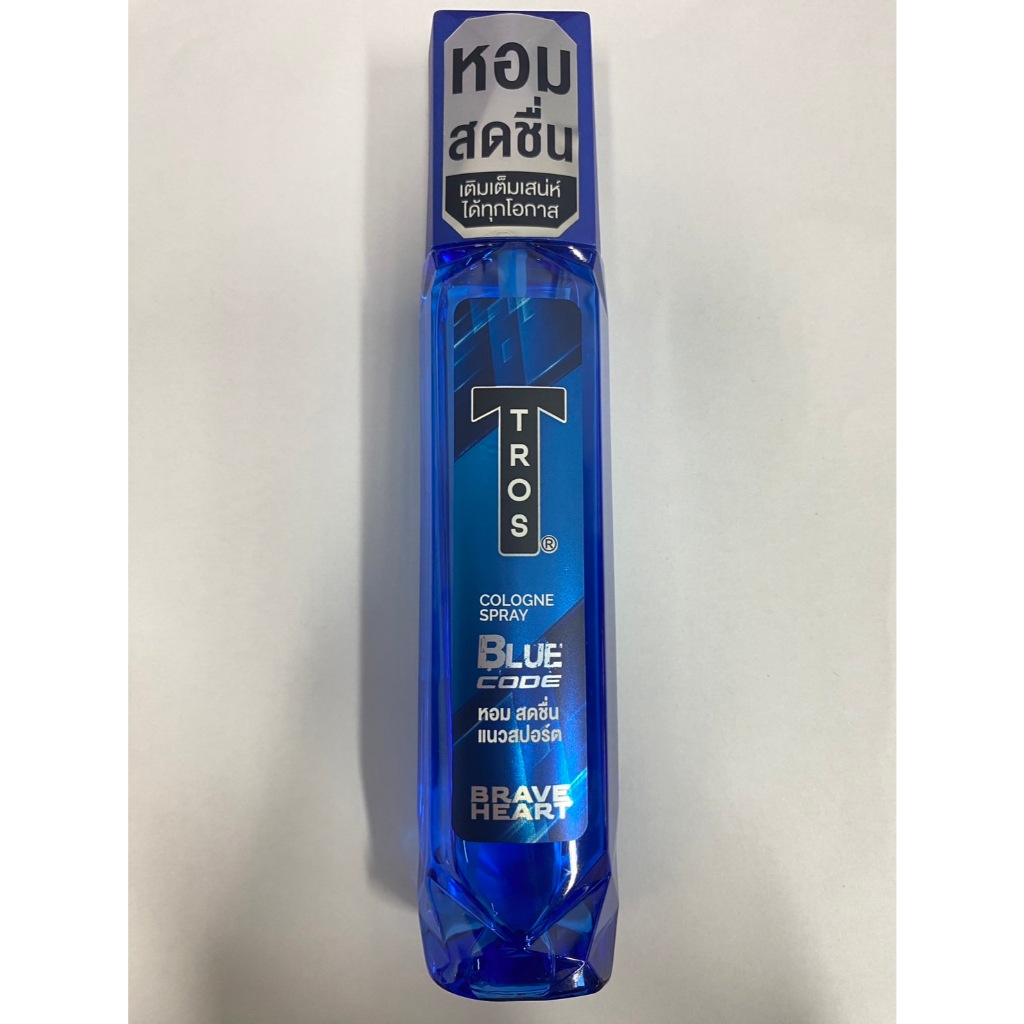 หอม
สดชื่น
เติมเต็มเสน่ห์
ได้ทุกโอกาส
TROS
®
COLOGNE
SPRAY
BLUE
CODE
หอม สดชื่น
แนวสปอร์ต
BRAVE
HEART